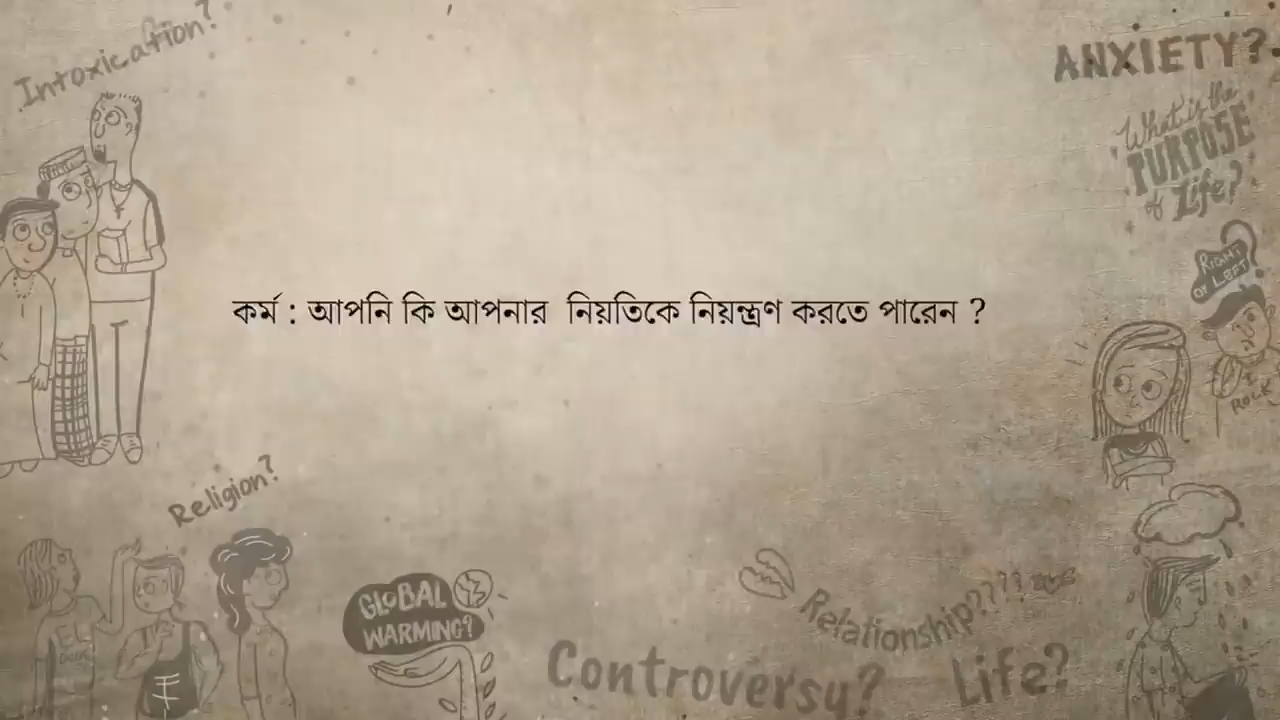 Intoxication?
ANXIETY?
What is the
PURPOSE
of Life?
RIGHT
OR LEFT
কর্ম : আপনি কি আপনার নিয়তিকে নিয়ন্ত্রণ করতে পারেন ?
ROCK
Religion?
GLOBAL
WARMING?
Relationship????
Controversy?
Life?